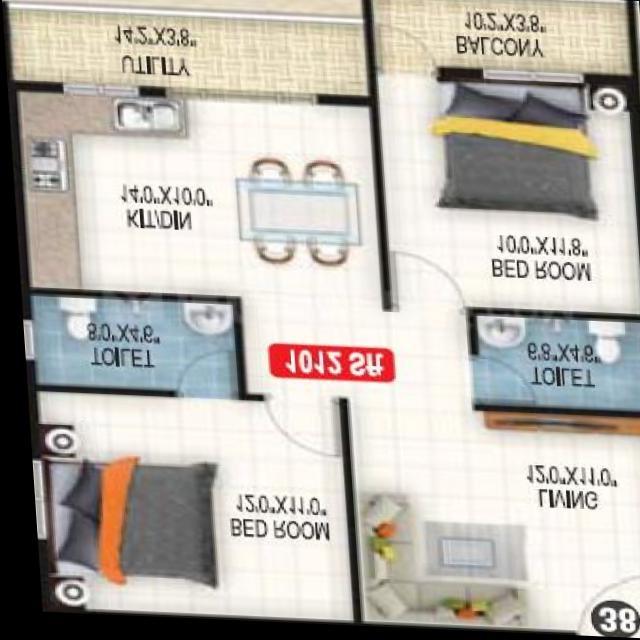 38
LIVING
12'0"X11'0"
BED ROOM
12'0"X11'0"
TOILET
6'8"X4'6"
TOILET
8'0"X4'6"
1012 Sft
BED ROOM
10'0"X11'8"
KIT/DIN
14'0"X10'0"
UTILITY
14'2"X3'8"
BALCONY
10'2"X3'8"